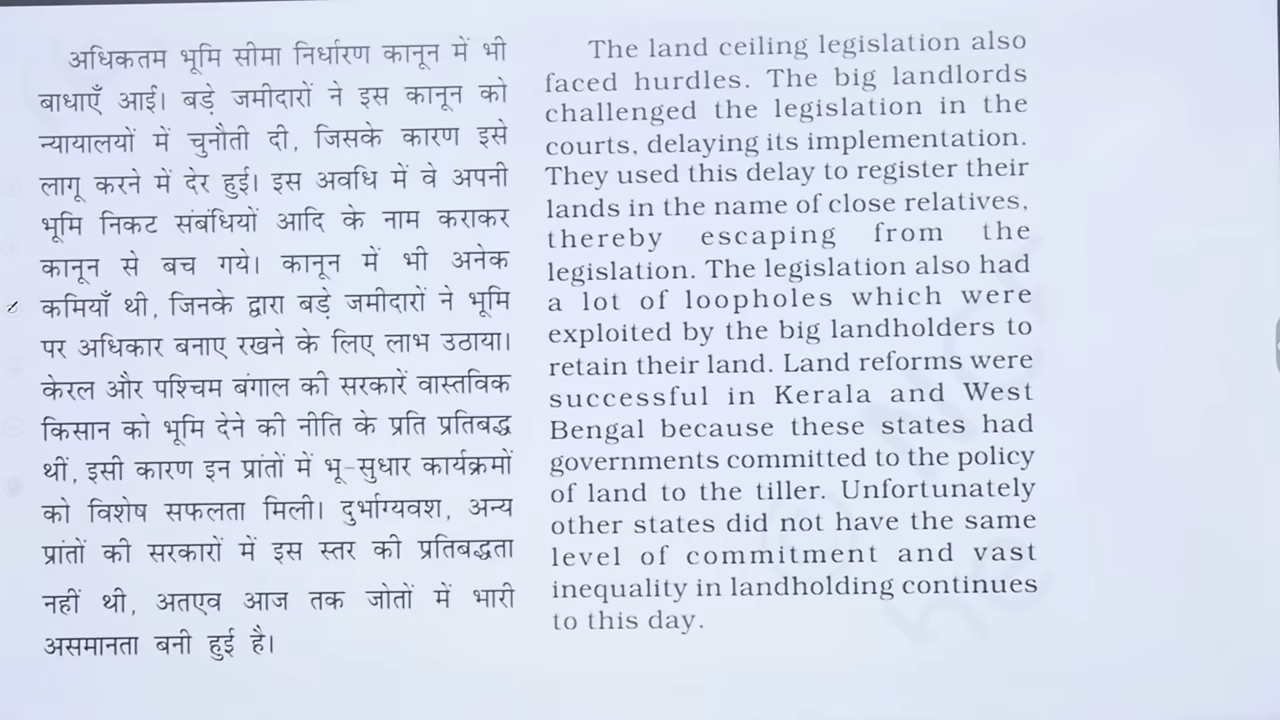 अधिकतम भूमि सीमा निर्धारण कानून में भी
बाधाएँ आई। बड़े जमीदारों ने इस कानून को
न्यायालयों में चुनौती दी, जिसके कारण इसे
लागू करने में देर हुई। इस अवधि में वे अपनी
भूमि निकट संबंधियों आदि के नाम कराकर
कानून से बच गये। कानून में भी अनेक
कमियाँ थी, जिनके द्वारा बड़े जमीदारों ने भूमि
पर अधिकार बनाए रखने के लिए लाभ उठाया।
केरल और पश्चिम बंगाल की सरकारें वास्तविक
किसान को भूमि देने की नीति के प्रति प्रतिबद्ध
थीं, इसी कारण इन प्रांतों में भू-सुधार कार्यक्रमों
को विशेष सफलता मिली। दुर्भाग्यवश, अन्य
प्रांतों की सरकारों में इस स्तर की प्रतिबद्धता
नहीं थी, अतएव आज तक जोतों में भारी
असमानता बनी हुई है।
The land ceiling legislation also
faced hurdles. The big landlords
challenged the legislation in the
courts, delaying its implementation.
They used this delay to register their
lands in the name of close relatives,
thereby escaping from the
legislation. The legislation also had
a lot of loopholes which were
exploited by the big landholders to
retain their land. Land reforms were
successful in Kerala and West
Bengal because these states had
governments committed to the policy
of land to the tiller. Unfortunately
other states did not have the same
level of commitment and vast
inequality in landholding continues
to this day.